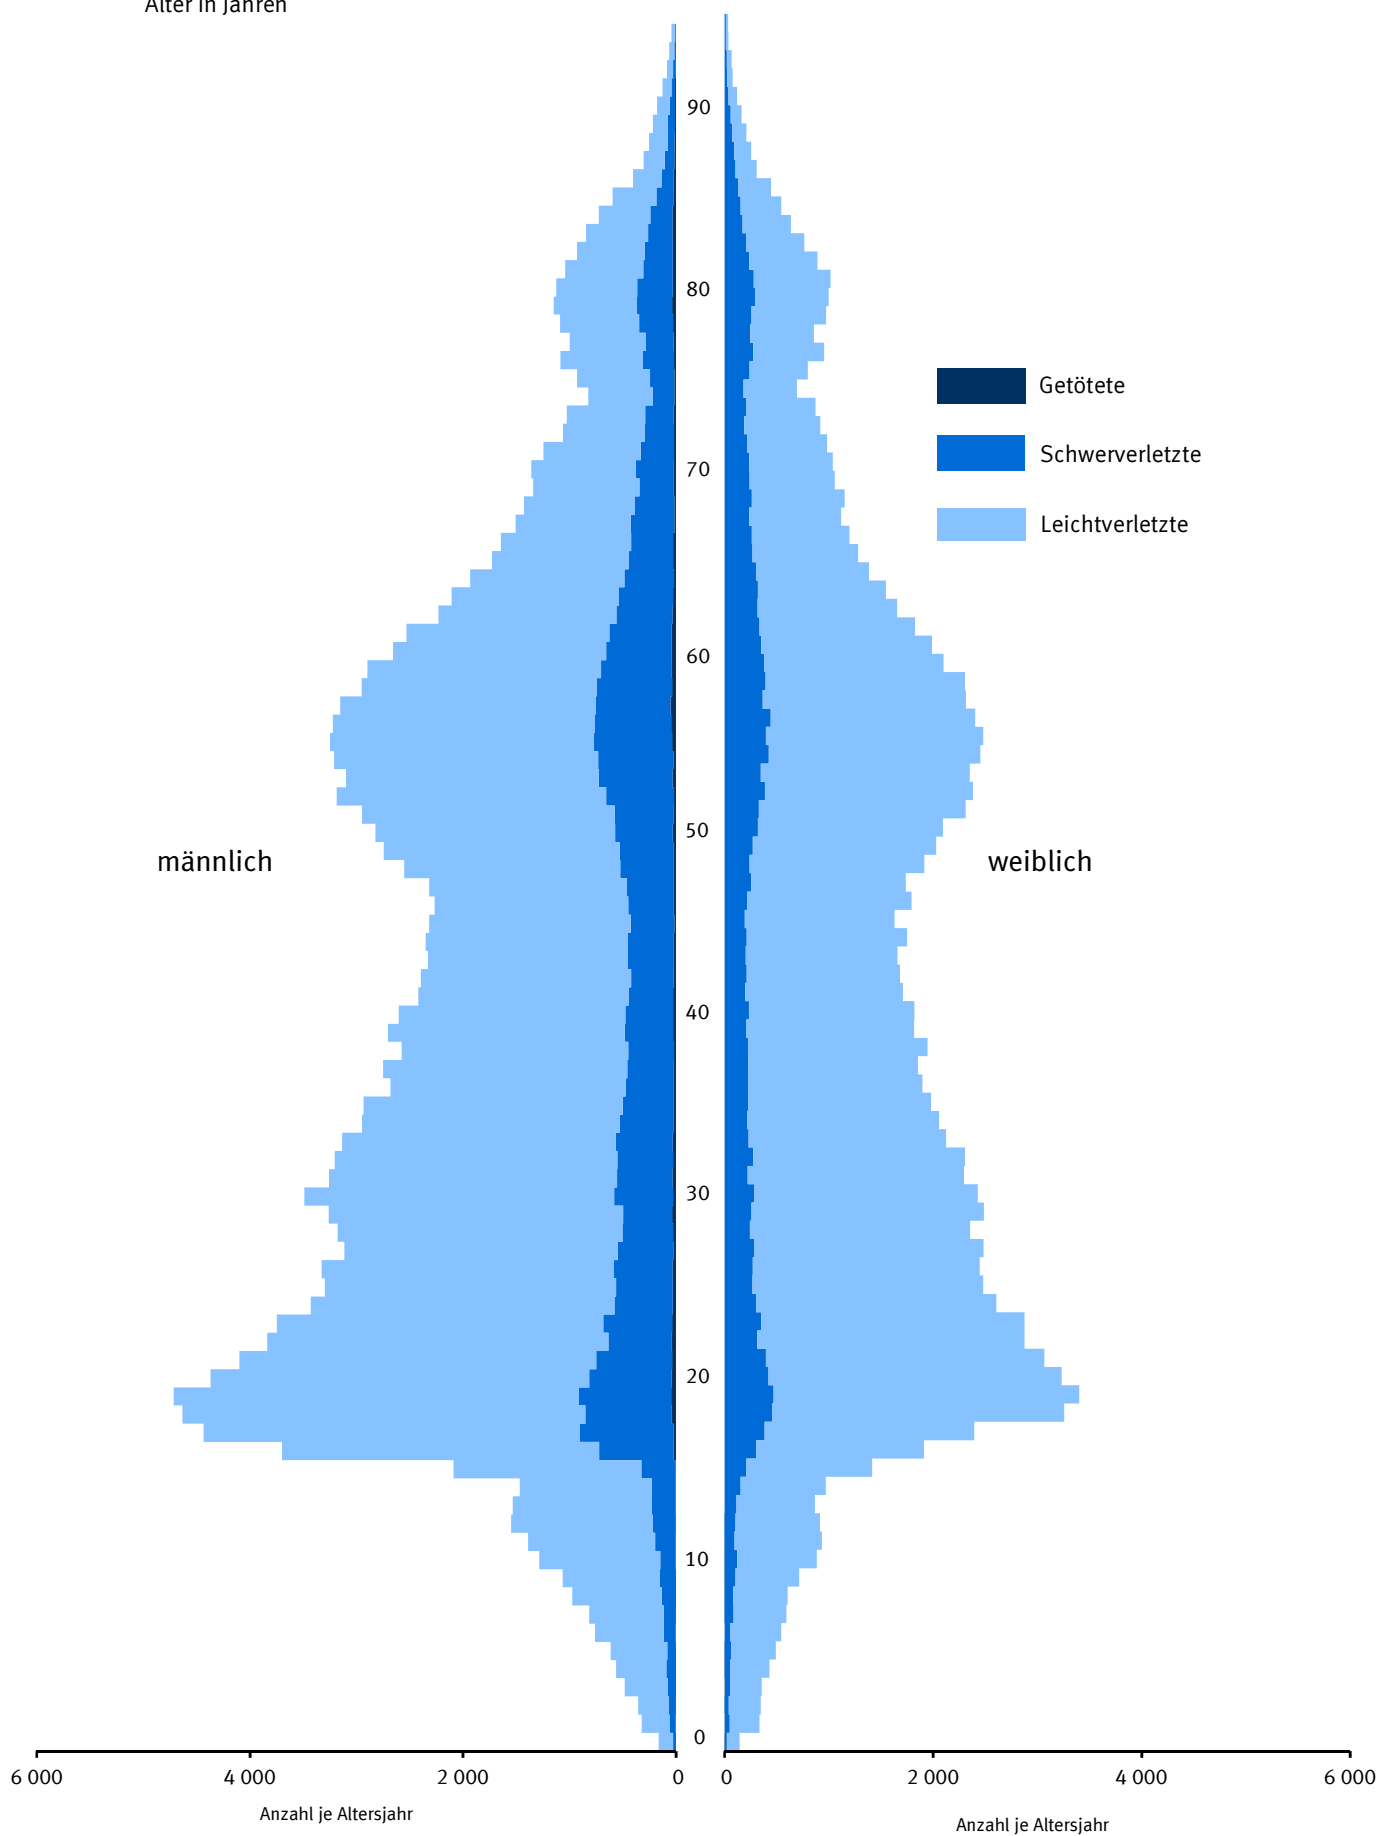 Alter in Jahren
90
80
Getötete
Schwerverletzte
70
Leichtverletzte
60
50
männlich
weiblich
40
30
20
10
0
6 000 4 000 2 000 0 0 2 000 4 000 6 000
Anzahl je Altersjahr
Anzahl je Altersjahr